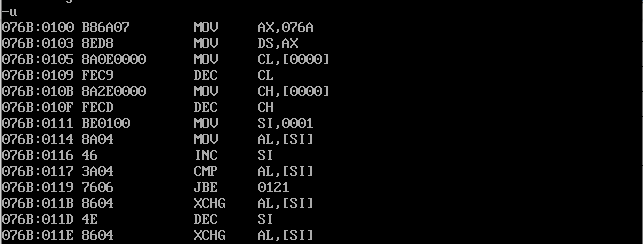 -u
076B:0100 B86A07 MOV AX,076A
076B:0103 8ED8 MOV DS,AX
076B:0105 8A0E0000 MOV CL,[0000]
076B:0109 FEC9 DEC CL
076B:010B 8A2E0000 MOV CH,[0000]
076B:010F FECD DEC CH
076B:0111 BE0100 MOV SI,0001
076B:0114 8A04 MOV AL,[SI]
076B:0116 46 INC SI
076B:0117 3A04 CMP AL,[SI]
076B:0119 7606 JBE 0121
076B:011B 8604 XCHG AL,[SI]
076B:011D 4E DEC SI
076B:011E 8604 XCHG AL,[SI]